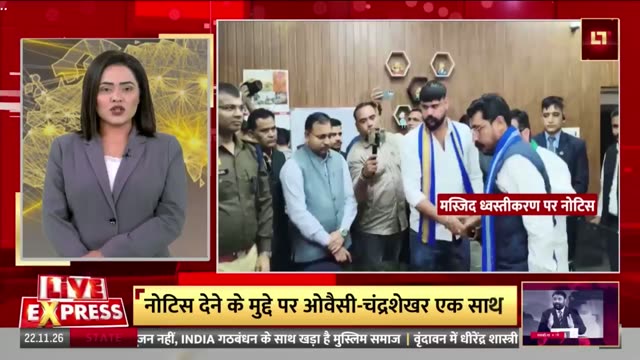 मस्जिद ध्वस्तीकरण पर नोटिस
LIVE
EXPRESS
नोटिस देने के मुद्दे पर ओवैसी-चंद्रशेखर एक साथ
22.11.26
STATE
जन नहीं, INDIA गठबंधन के साथ खड़ा है मुस्लिम समाज | वृंदावन में धीरेंद्र शास्त्री